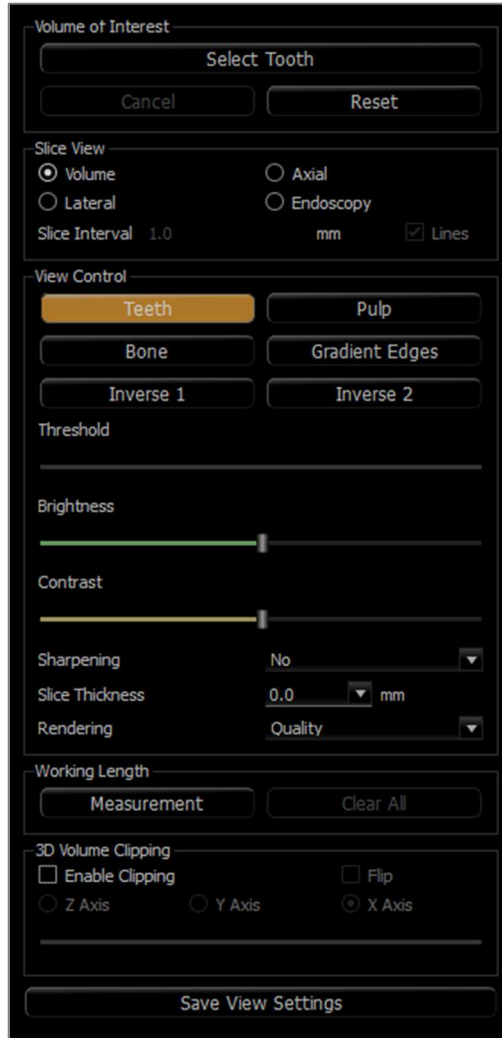 Volume of Interest
Select Tooth
Cancel Reset
Slice View
Volume Axial
Lateral Endoscopy
Slice Interval 1.0 mm Lines
View Control
Teeth Pulp
Bone Gradient Edges
Inverse 1 Inverse 2
Threshold
Brightness
Contrast
Sharpening No
Slice Thickness 0.0 mm
Rendering Quality
Working Length
Measurement Clear All
3D Volume Clipping
Enable Clipping Flip
Z Axis Y Axis X Axis
Save View Settings